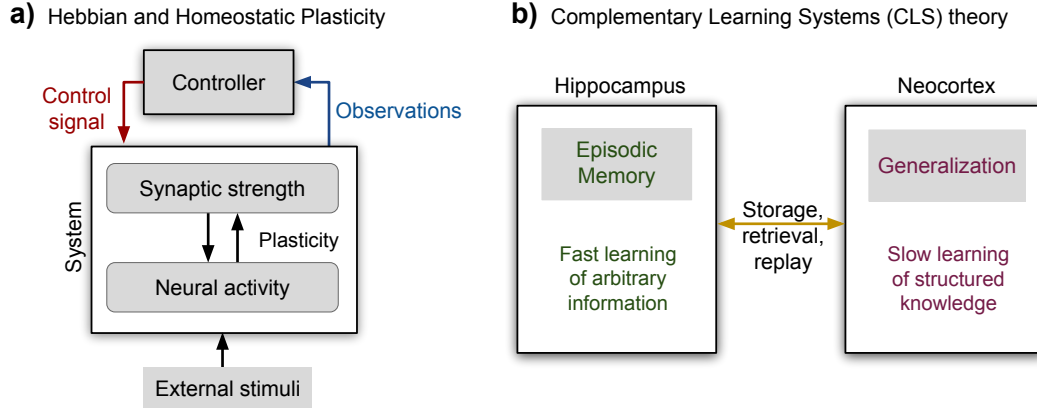 a) Hebbian and Homeostatic Plasticity
Controller
Control
signal
Observations
System
Synaptic strength
Plasticity
Neural activity
External stimuli
b) Complementary Learning Systems (CLS) theory
Hippocampus
Episodic
Memory
Fast learning
of arbitrary
information
Storage,
retrieval,
replay
Neocortex
Generalization
Slow learning
of structured
knowledge